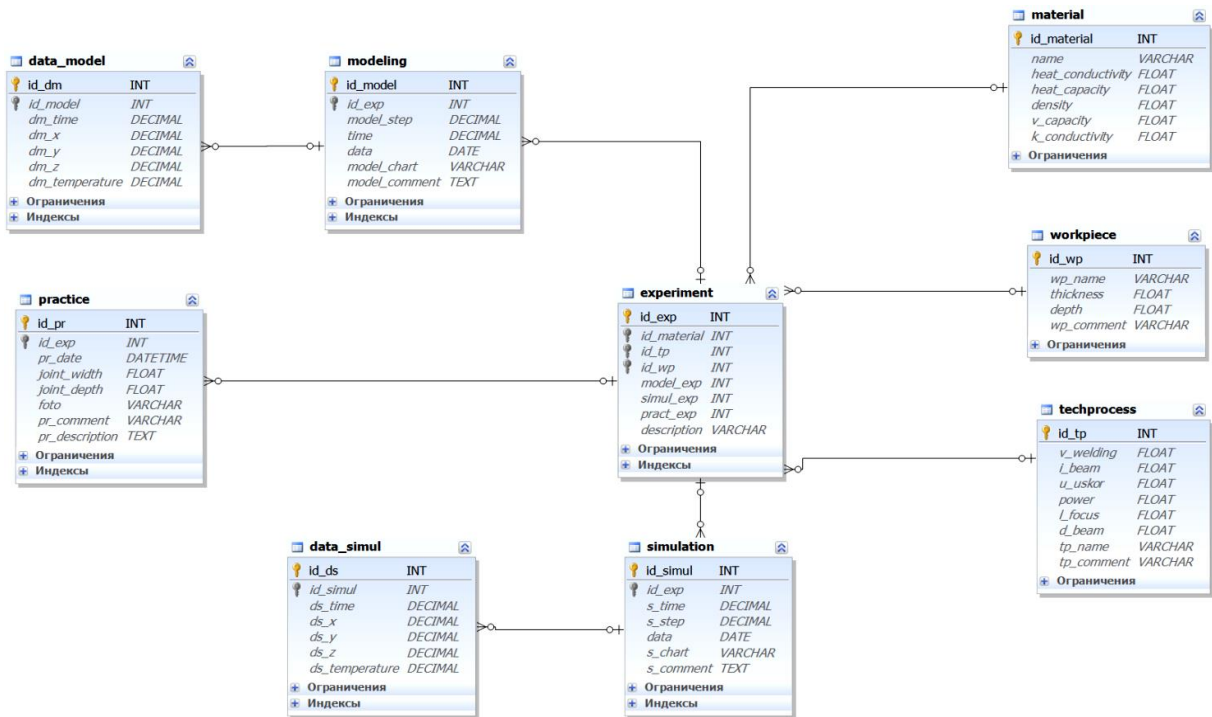 data_model
id_dm INT
id_model INT
dm_time DECIMAL
dm_x DECIMAL
dm_y DECIMAL
dm_z DECIMAL
dm_temperature DECIMAL
Ограничения
Индексы
modeling
id_model INT
id_exp INT
model_step DECIMAL
time DECIMAL
data DATE
model_chart VARCHAR
model_comment TEXT
Ограничения
Индексы
material
id_material INT
name VARCHAR
heat_conductivity FLOAT
heat_capacity FLOAT
density FLOAT
v_capacity FLOAT
k_conductivity FLOAT
Ограничения
practice
id_pr INT
id_exp INT
pr_date DATETIME
joint_width FLOAT
joint_depth FLOAT
foto VARCHAR
pr_comment VARCHAR
pr_description TEXT
Ограничения
Индексы
experiment
id_exp INT
id_material INT
id_tp INT
id_wp INT
model_exp INT
simul_exp INT
pract_exp INT
description VARCHAR
Ограничения
Индексы
workpiece
id_wp INT
wp_name VARCHAR
thickness FLOAT
depth FLOAT
wp_comment VARCHAR
Ограничения
techprocess
id_tp INT
v_welding FLOAT
i_beam FLOAT
u_uskor FLOAT
power FLOAT
l_focus FLOAT
d_beam FLOAT
tp_name VARCHAR
tp_comment VARCHAR
Ограничения
data_simul
id_ds INT
id_simul INT
ds_time DECIMAL
ds_x DECIMAL
ds_y DECIMAL
ds_z DECIMAL
ds_temperature DECIMAL
Ограничения
Индексы
simulation
id_simul INT
id_exp INT
s_time DECIMAL
s_step DECIMAL
data DATE
s_chart VARCHAR
s_comment TEXT
Ограничения
Индексы